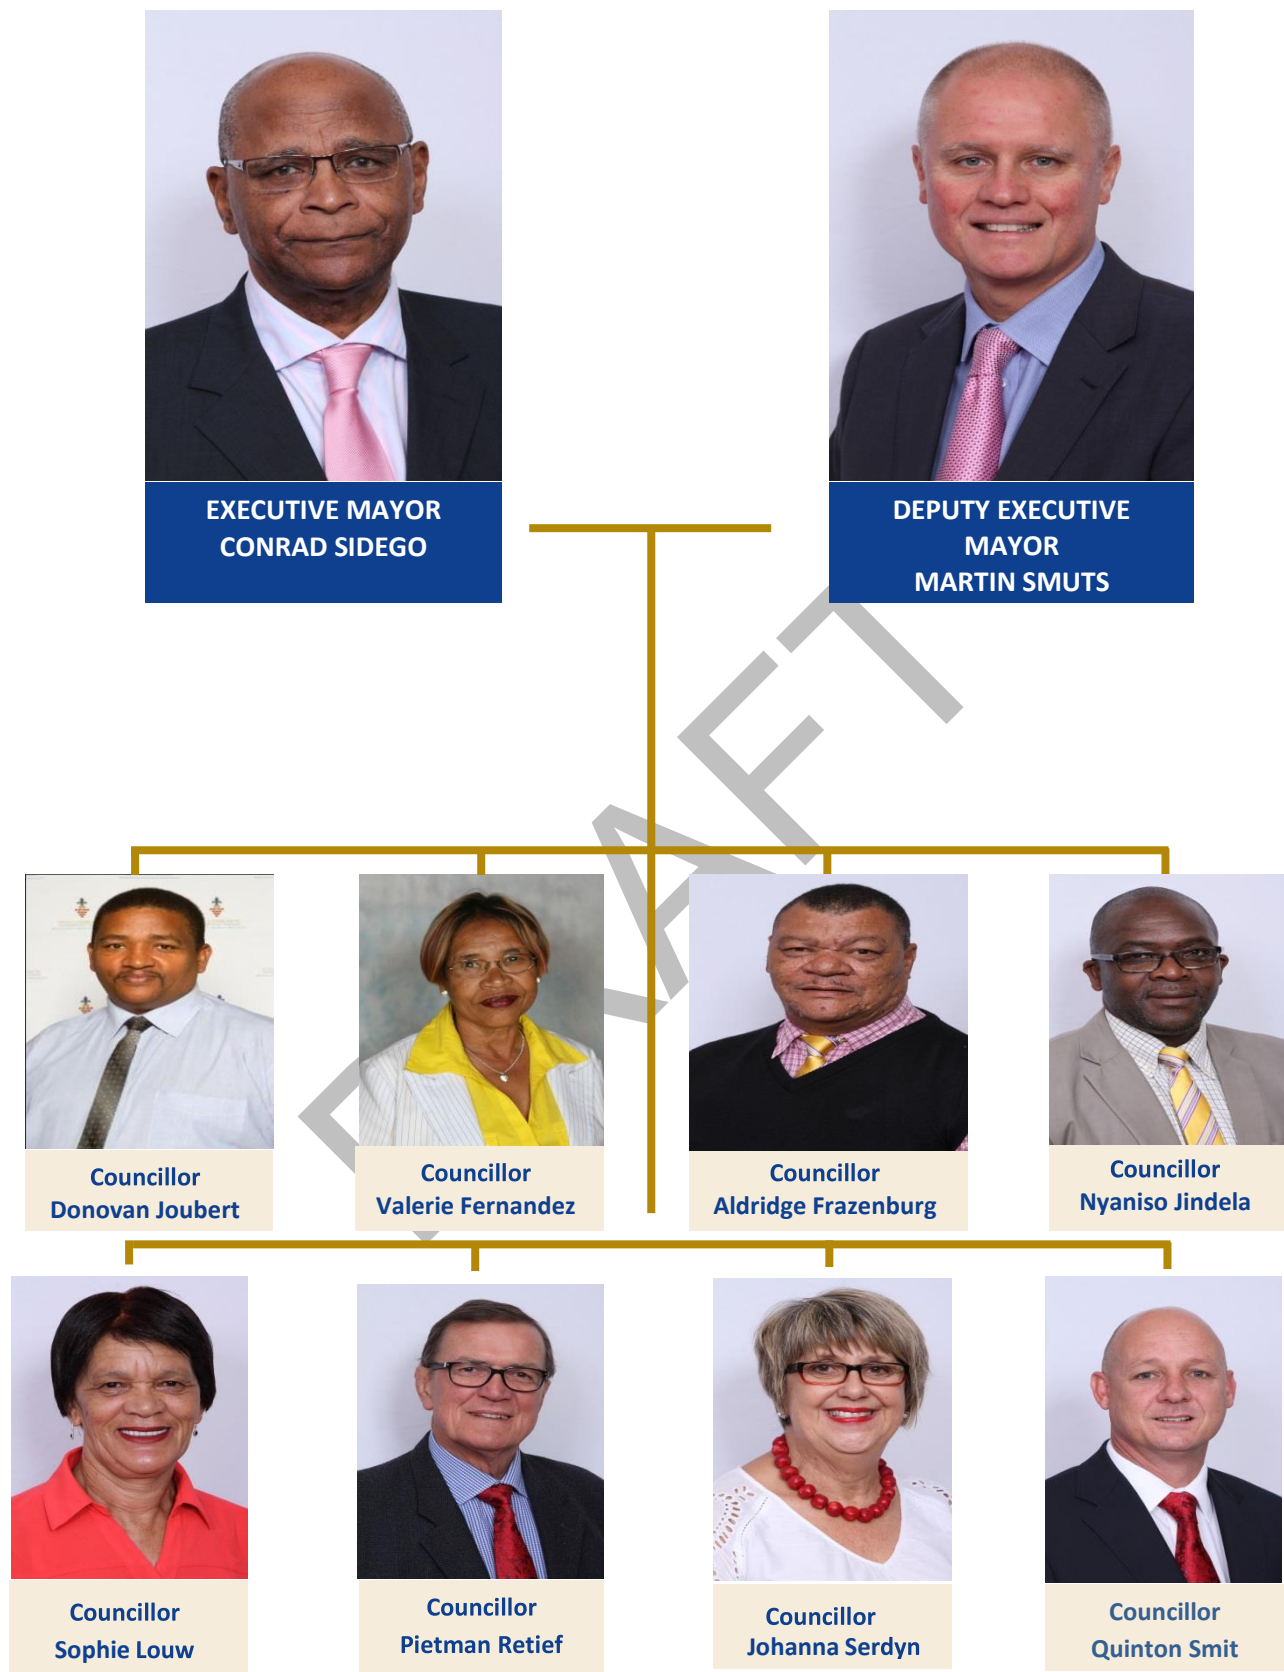 EXECUTIVE MAYOR
CONRAD SIDEGO
DEPUTY EXECUTIVE
MAYOR
MARTIN SMUTS
DRAFT
Councillor
Donovan Joubert
Councillor
Valerie Fernandez
Councillor
Aldridge Frazenburg
Councillor
Nyaniso Jindela
Councillor
Sophie Louw
Councillor
Pietman Retief
Councillor
Johanna Serdyn
Councillor
Quinton Smit